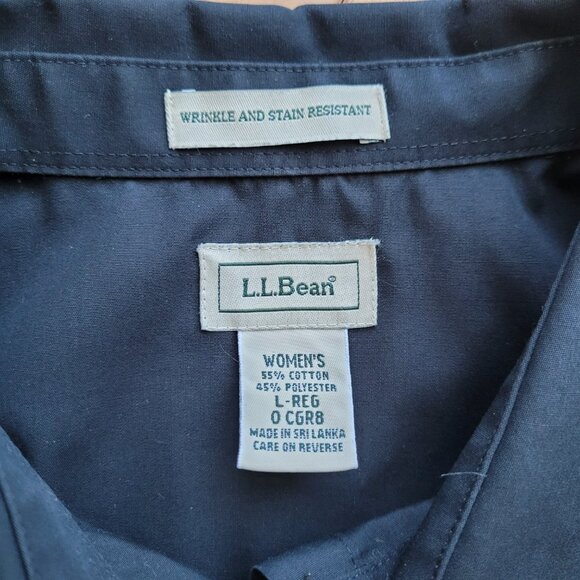 WRINKLE AND STAIN RESISTANT
L.L.Bean®
WOMEN'S
55% COTTON
45% POLYESTER
L-REG
0 CGR8
MADE IN SRI LANKA
CARE ON REVERSE